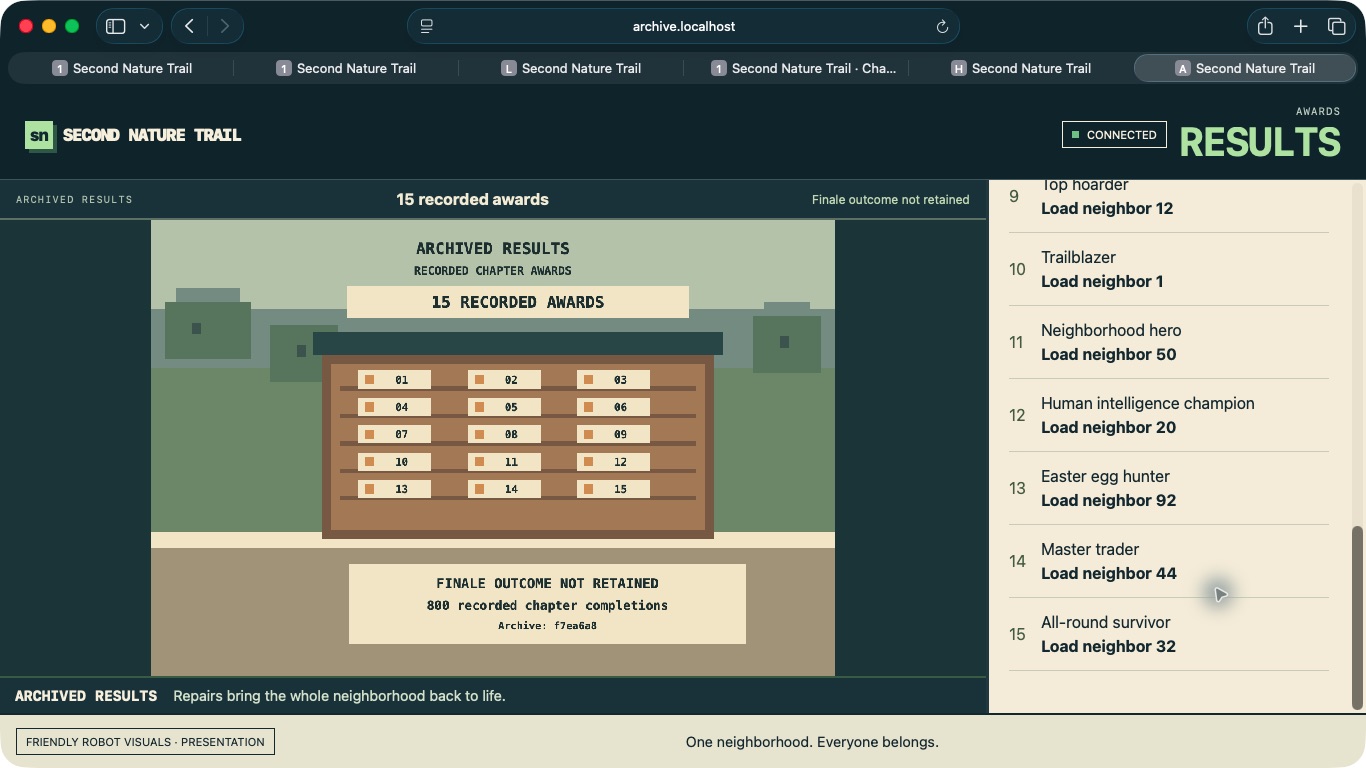 archive.localhost
1 Second Nature Trail
1 Second Nature Trail
L Second Nature Trail
1 Second Nature Trail · Cha...
H Second Nature Trail
A Second Nature Trail
sn SECOND NATURE TRAIL
CONNECTED
AWARDS
RESULTS
ARCHIVED RESULTS
15 recorded awards
Finale outcome not retained
ARCHIVED RESULTS
RECORDED CHAPTER AWARDS
15 RECORDED AWARDS
01 02 03
04 05 06
07 08 09
10 11 12
13 14 15
FINALE OUTCOME NOT RETAINED
800 recorded chapter completions
Archive: f7ea6a8
ARCHIVED RESULTS Repairs bring the whole neighborhood back to life.
9 Top hoarder
Load neighbor 12
10 Trailblazer
Load neighbor 1
11 Neighborhood hero
Load neighbor 50
12 Human intelligence champion
Load neighbor 20
13 Easter egg hunter
Load neighbor 92
14 Master trader
Load neighbor 44
15 All-round survivor
Load neighbor 32
FRIENDLY ROBOT VISUALS · PRESENTATION
One neighborhood. Everyone belongs.